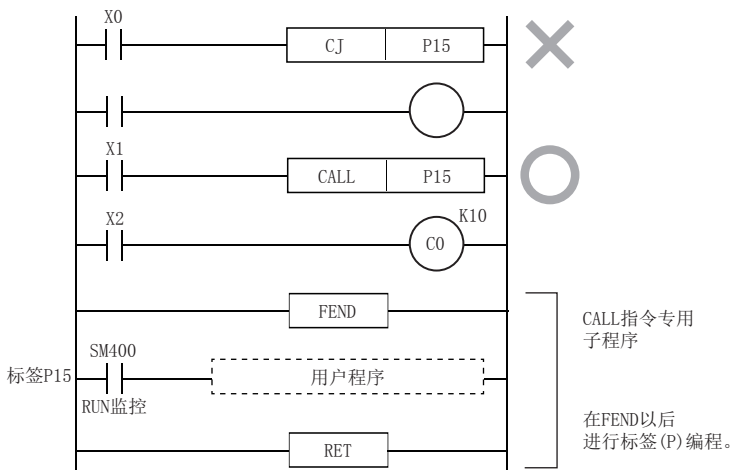 X0
CJ P15
X1
CALL P15
X2
K10
C0
FEND
CALL指令专用
子程序
SM400
标签P15
用户程序
RUN监控
在FEND以后
进行标签(P)编程。
RET